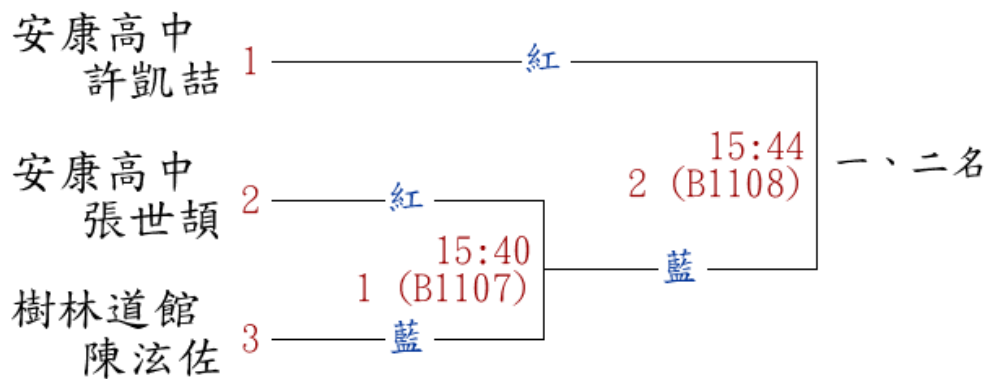 安康高中
許凱喆 1
紅
15:44
2 (B1108)
一、二名
安康高中
張世頡 2
紅
15:40
1 (B1107)
藍
樹林道館
陳泫佐 3
藍